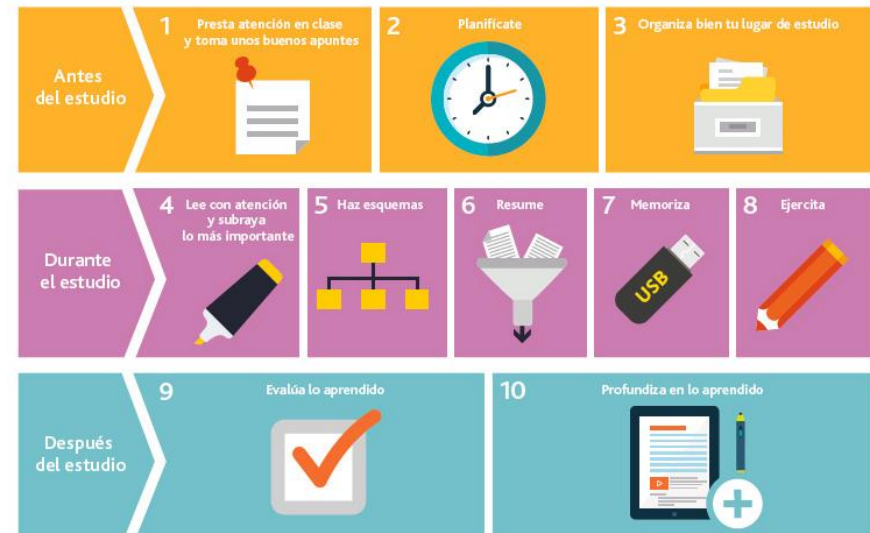 Antes
del estudio
1 Presta atención en clase
y toma unos buenos apuntes
2 Planifícate
3 Organiza bien tu lugar de estudio
Durante
el estudio
4 Lee con atención
y subraya
lo más importante
5 Haz esquemas
6 Resume
7 Memoriza
USB
8 Ejercita
Después
del estudio
9 Evalúa lo aprendido
10 Profundiza en lo aprendido